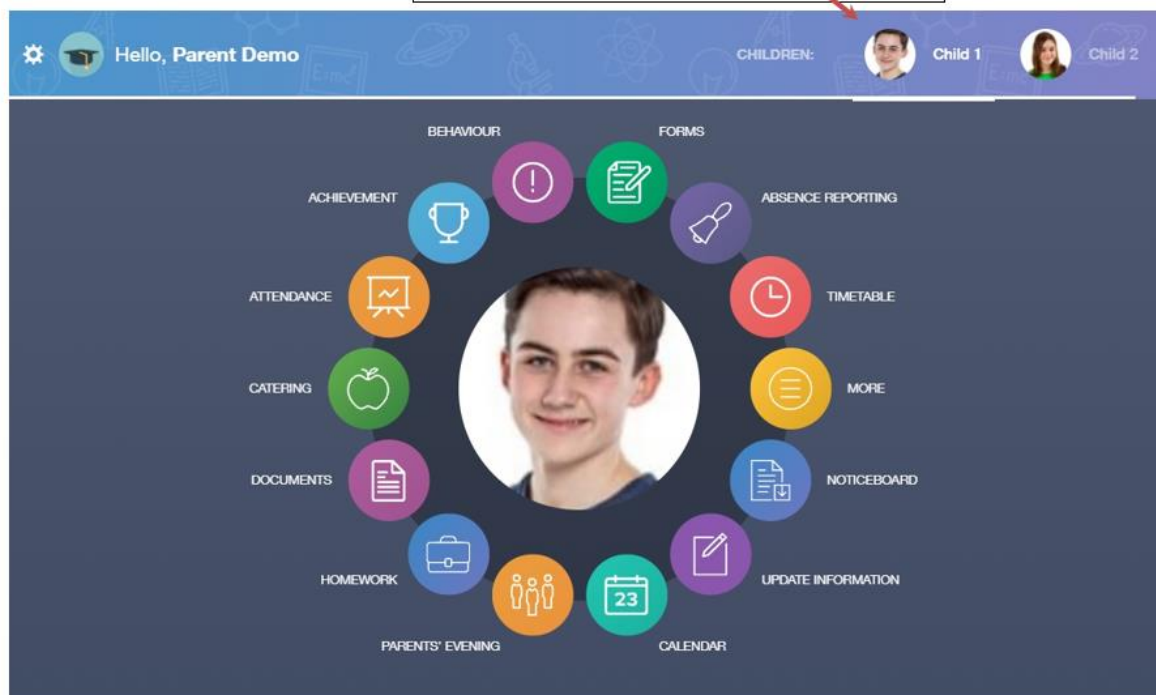 Hello, Parent Demo
CHILDREN:
Child 1
Child 2
BEHAVIOUR
FORMS
ACHIEVEMENT
ABSENCE REPORTING
ATTENDANCE
TIMETABLE
CATERING
MORE
DOCUMENTS
NOTICEBOARD
HOMEWORK
UPDATE INFORMATION
PARENTS' EVENING
23
CALENDAR